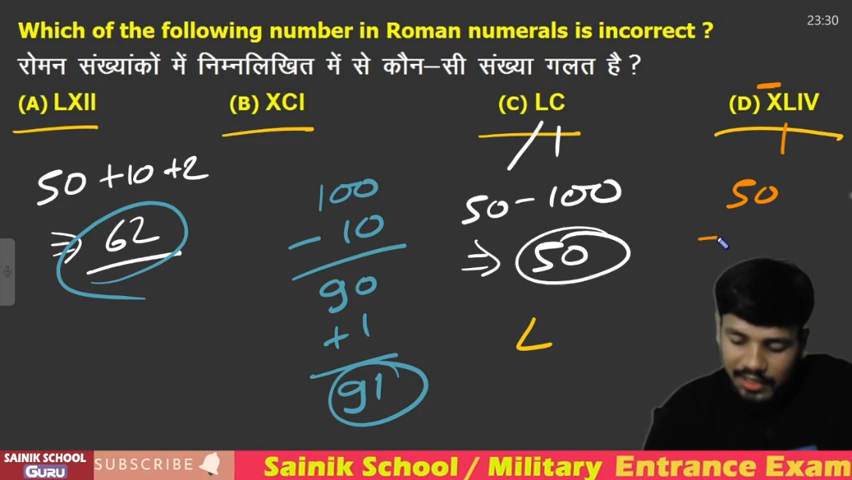 23:30
Which of the following number in Roman numerals is incorrect ?
रोमन संख्यांकों में निम्नलिखित में से कौन–सी संख्या गलत है ?
(A) LXII (B) XCI (C) LC (D) XLIV
50 +10 +2
⇒ 62
100
– 10
90
+ 1
91
50 – 100
⇒ 50
L
50
–
SAINIK SCHOOL
GURU
SUBSCRIBE
Sainik School / Military Entrance Exam